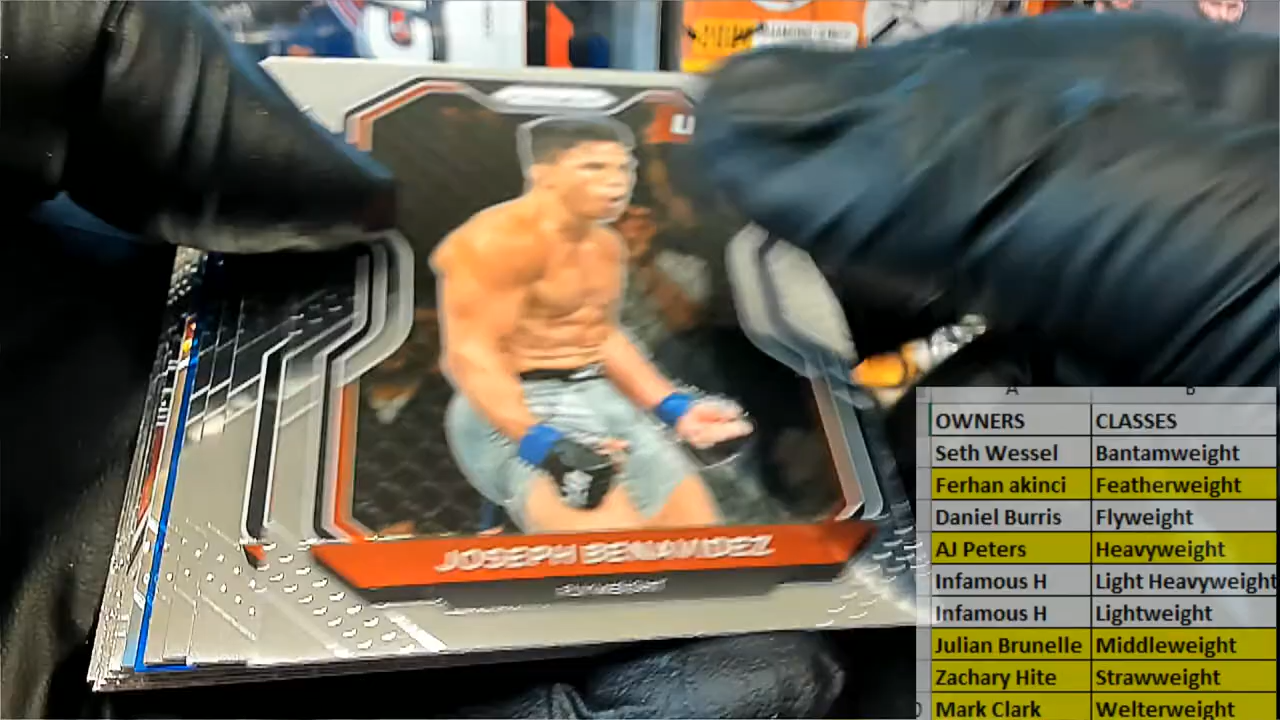 U
JOSEPH BENAVIDEZ
FLYWEIGHT
A B
OWNERS CLASSES
Seth Wessel Bantamweight
Ferhan akinci Featherweight
Daniel Burris Flyweight
AJ Peters Heavyweight
Infamous H Light Heavyweight
Infamous H Lightweight
Julian Brunelle Middleweight
Zachary Hite Strawweight
Mark Clark Welterweight